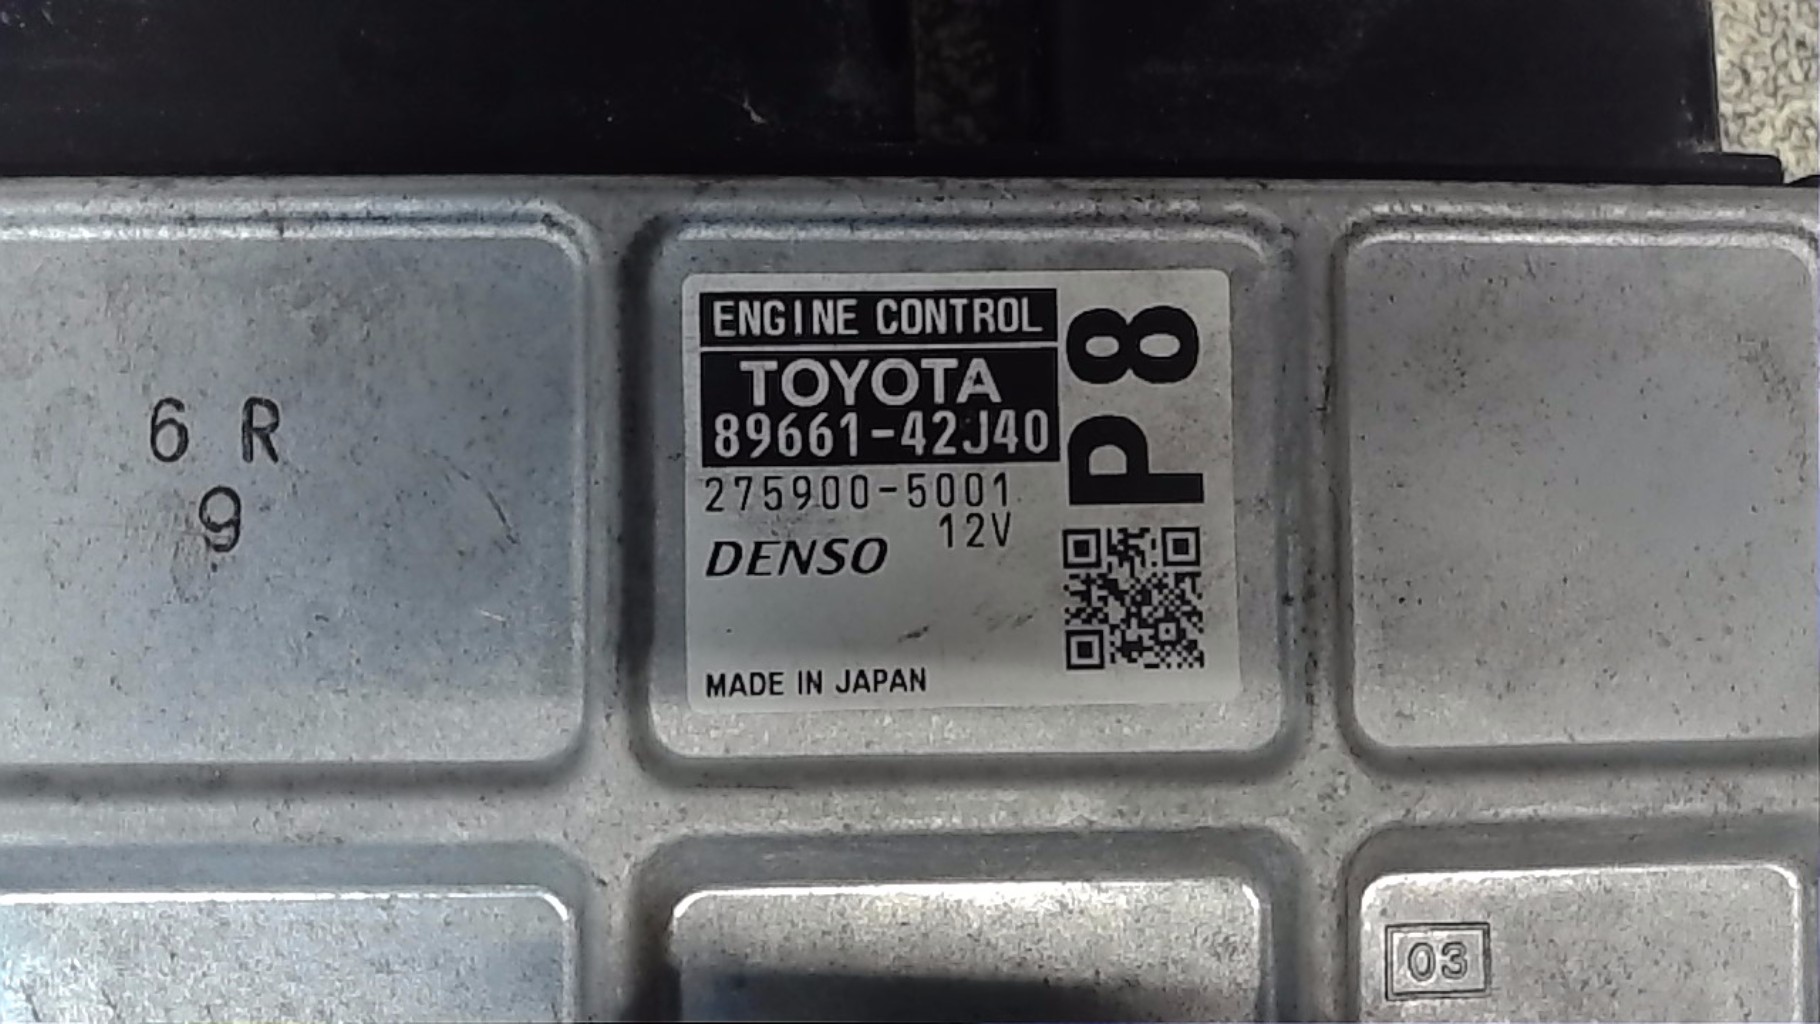 6 R
9
ENGINE CONTROL
TOYOTA
89661-42J40
275900-5001
12V
DENSO
MADE IN JAPAN
P8
03